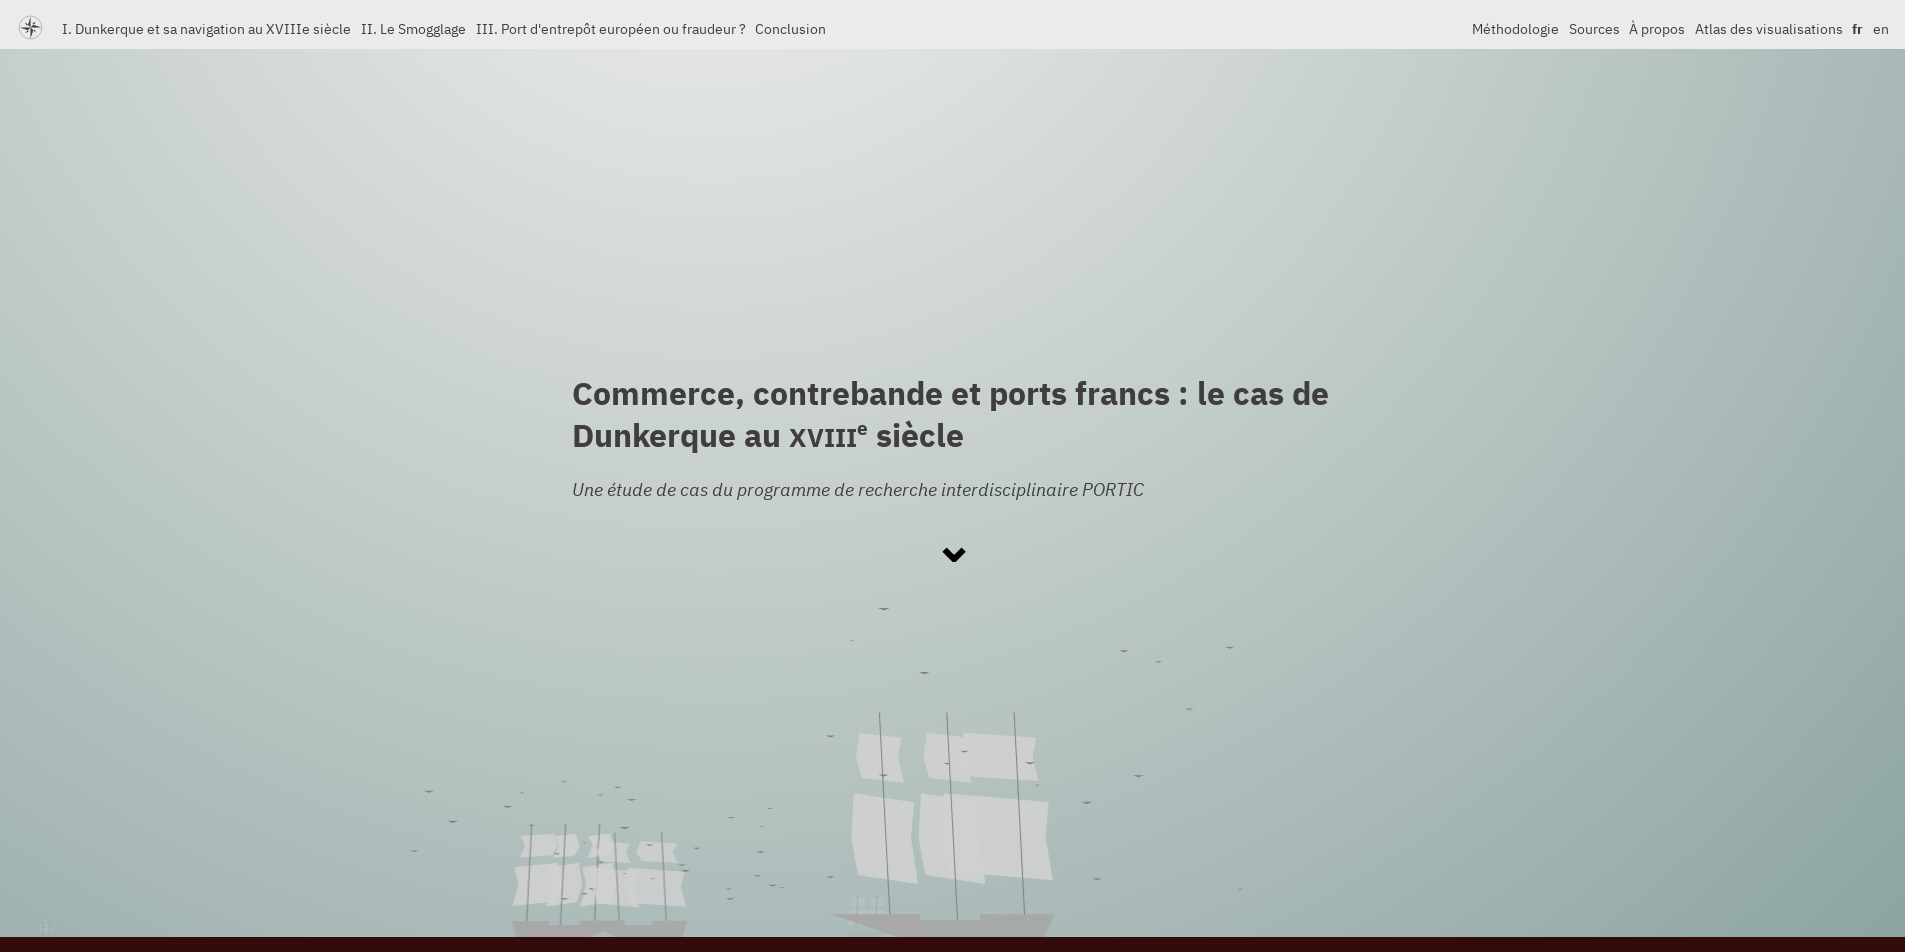 I. Dunkerque et sa navigation au XVIIIe siècle II. Le Smogglage III. Port d'entrepôt européen ou fraudeur ? Conclusion Méthodologie Sources À propos Atlas des visualisations fr en
Commerce, contrebande et ports francs : le cas de
Dunkerque au XVIIIe siècle
Une étude de cas du programme de recherche interdisciplinaire PORTIC